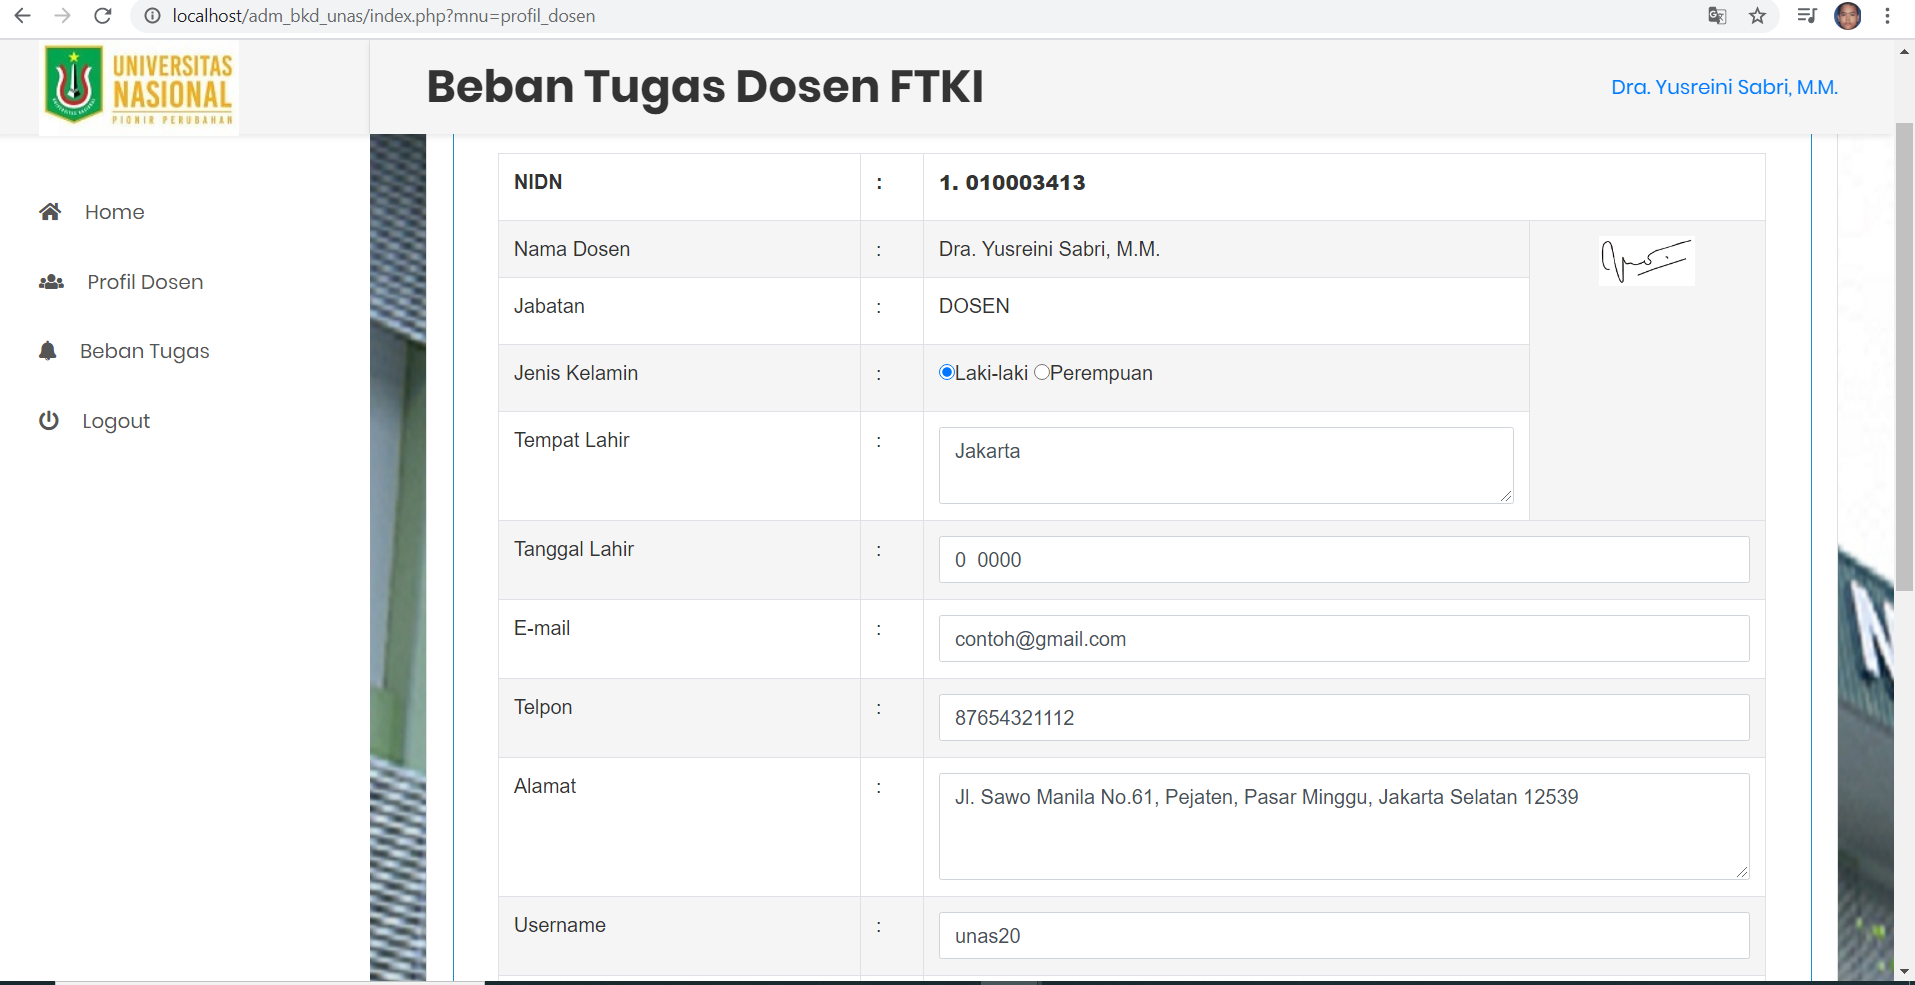 localhost/adm_bkd_unas/index.php?mnu=profil_dosen
UNIVERSITAS
NASIONAL
PIONIR PERUBAHAN
Beban Tugas Dosen FTKI
Dra. Yusreini Sabri, M.M.
Home
Profil Dosen
Beban Tugas
Logout
NIDN : 1. 010003413
Nama Dosen : Dra. Yusreini Sabri, M.M.
Jabatan : DOSEN
Jenis Kelamin : Laki-laki Perempuan
Tempat Lahir : Jakarta
Tanggal Lahir : 0 0000
E-mail : contoh@gmail.com
Telpon : 87654321112
Alamat : Jl. Sawo Manila No.61, Pejaten, Pasar Minggu, Jakarta Selatan 12539
Username : unas20